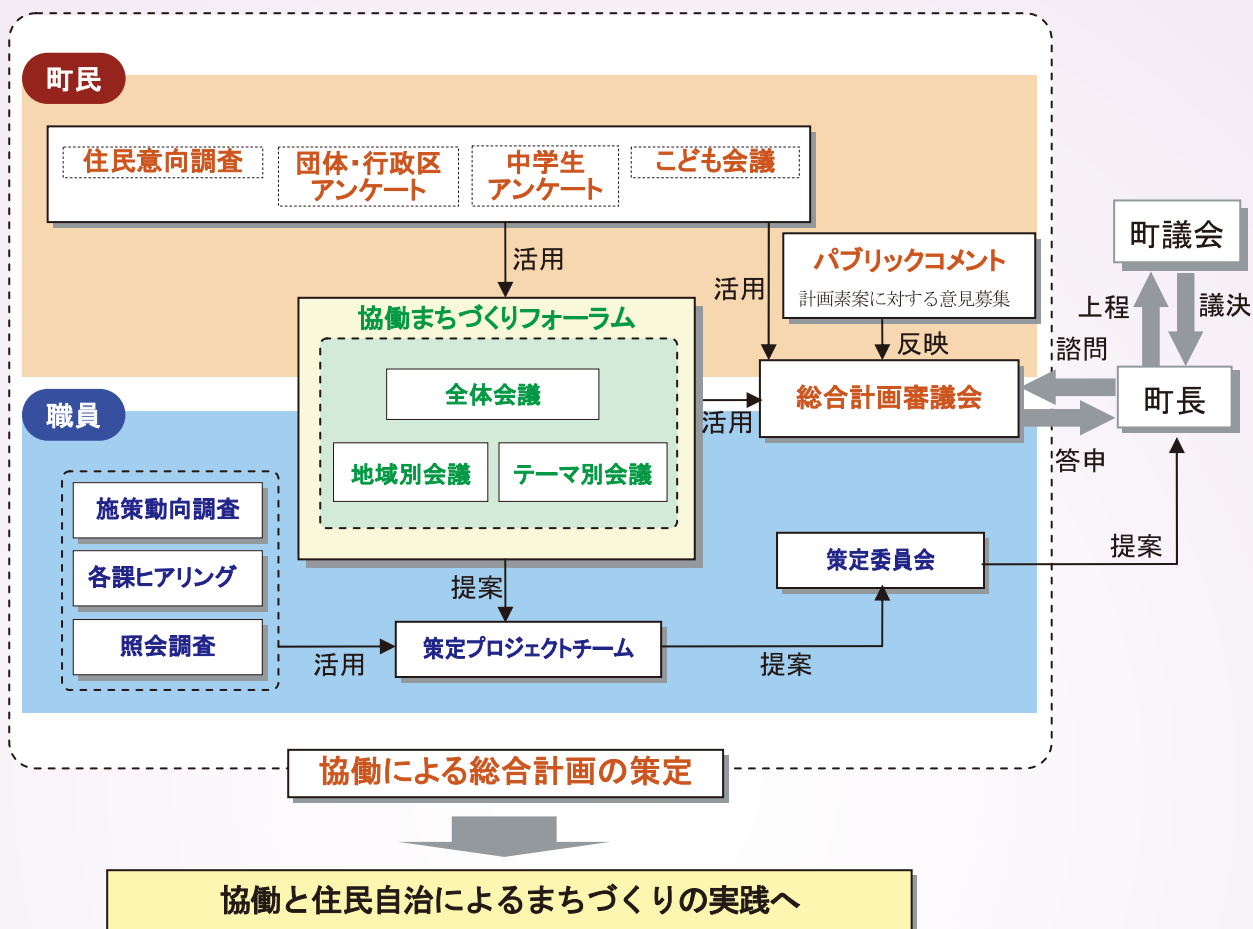 町民
住民意向調査
団体・行政区
アンケート
中学生
アンケート
こども会議
活用
活用
パブリックコメント
計画素案に対する意見募集
反映
町議会
上程
議決
諮問
答申
町長
協働まちづくりフォーラム
全体会議
地域別会議
テーマ別会議
活用
総合計画審議会
職員
施策動向調査
各課ヒアリング
照会調査
活用
提案
策定プロジェクトチーム
提案
策定委員会
提案
協働による総合計画の策定
協働と住民自治によるまちづくりの実践へ